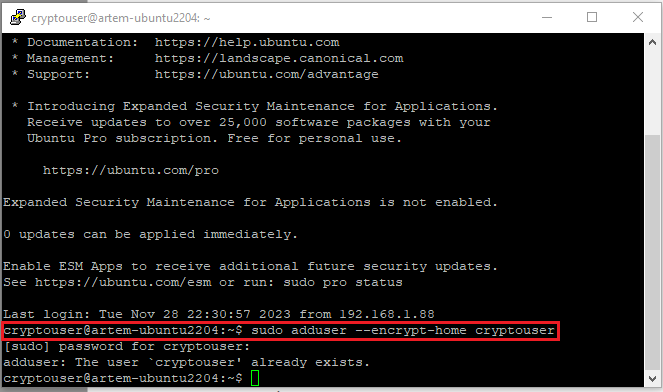 cryptouser@artem-ubuntu2204: ~
* Documentation:  https://help.ubuntu.com
* Management:     https://landscape.canonical.com
* Support:        https://ubuntu.com/advantage
* Introducing Expanded Security Maintenance for Applications.
Receive updates to over 25,000 software packages with your
Ubuntu Pro subscription. Free for personal use.
https://ubuntu.com/pro
Expanded Security Maintenance for Applications is not enabled.
0 updates can be applied immediately.
Enable ESM Apps to receive additional future security updates.
See https://ubuntu.com/esm or run: sudo pro status
Last login: Tue Nov 28 22:30:57 2023 from 192.168.1.88
cryptouser@artem-ubuntu2204:~$ sudo adduser --encrypt-home cryptouser
[sudo] password for cryptouser:
adduser: The user `cryptouser' already exists.
cryptouser@artem-ubuntu2204:~$